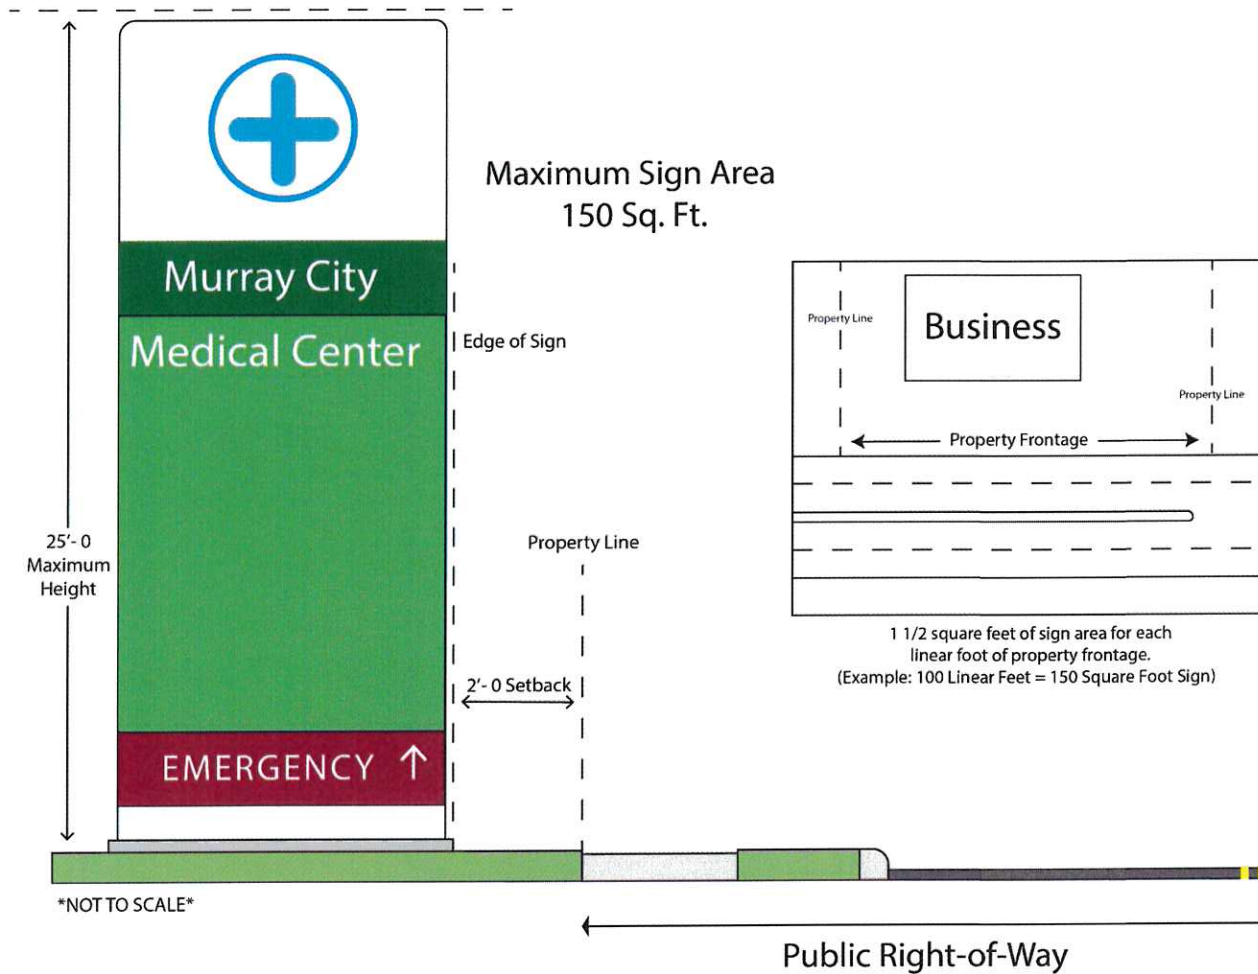 Maximum Sign Area
150 Sq. Ft.
Murray City
Medical Center
EMERGENCY ↑
Edge of Sign
25'- 0
Maximum
Height
Property Line
2'- 0 Setback
*NOT TO SCALE*
Public Right-of-Way
Property Line
Business
Property Line
Property Frontage
1 1/2 square feet of sign area for each
linear foot of property frontage.
(Example: 100 Linear Feet = 150 Square Foot Sign)